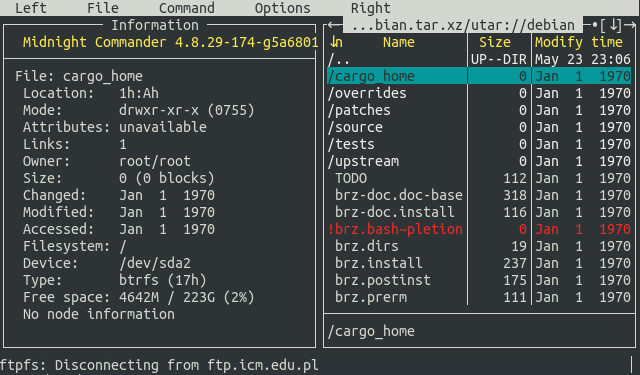 Left File Command Options Right
Information
Midnight Commander 4.8.29-174-g5a6801
File: cargo_home
Location: 1h:Ah
Mode: drwxr-xr-x (0755)
Attributes: unavailable
Links: 1
Owner: root/root
Size: 0 (0 blocks)
Changed: Jan 1 1970
Modified: Jan 1 1970
Accessed: Jan 1 1970
Filesystem: /
Device: /dev/sda2
Type: btrfs (17h)
Free space: 4642M / 223G (2%)
No node information
←...bian.tar.xz/utar://debian •[↓]→
↓n Name Size Modify time
/.. UP--DIR May 23 23:06
/cargo_home 0 Jan 1 1970
/overrides 0 Jan 1 1970
/patches 0 Jan 1 1970
/source 0 Jan 1 1970
/tests 0 Jan 1 1970
/upstream 0 Jan 1 1970
TODO 112 Jan 1 1970
brz-doc.doc-base 318 Jan 1 1970
brz-doc.install 116 Jan 1 1970
!brz.bash~pletion 0 Jan 1 1970
brz.dirs 19 Jan 1 1970
brz.install 237 Jan 1 1970
brz.postinst 175 Jan 1 1970
brz.prerm 111 Jan 1 1970
/cargo_home
ftpfs: Disconnecting from ftp.icm.edu.pl